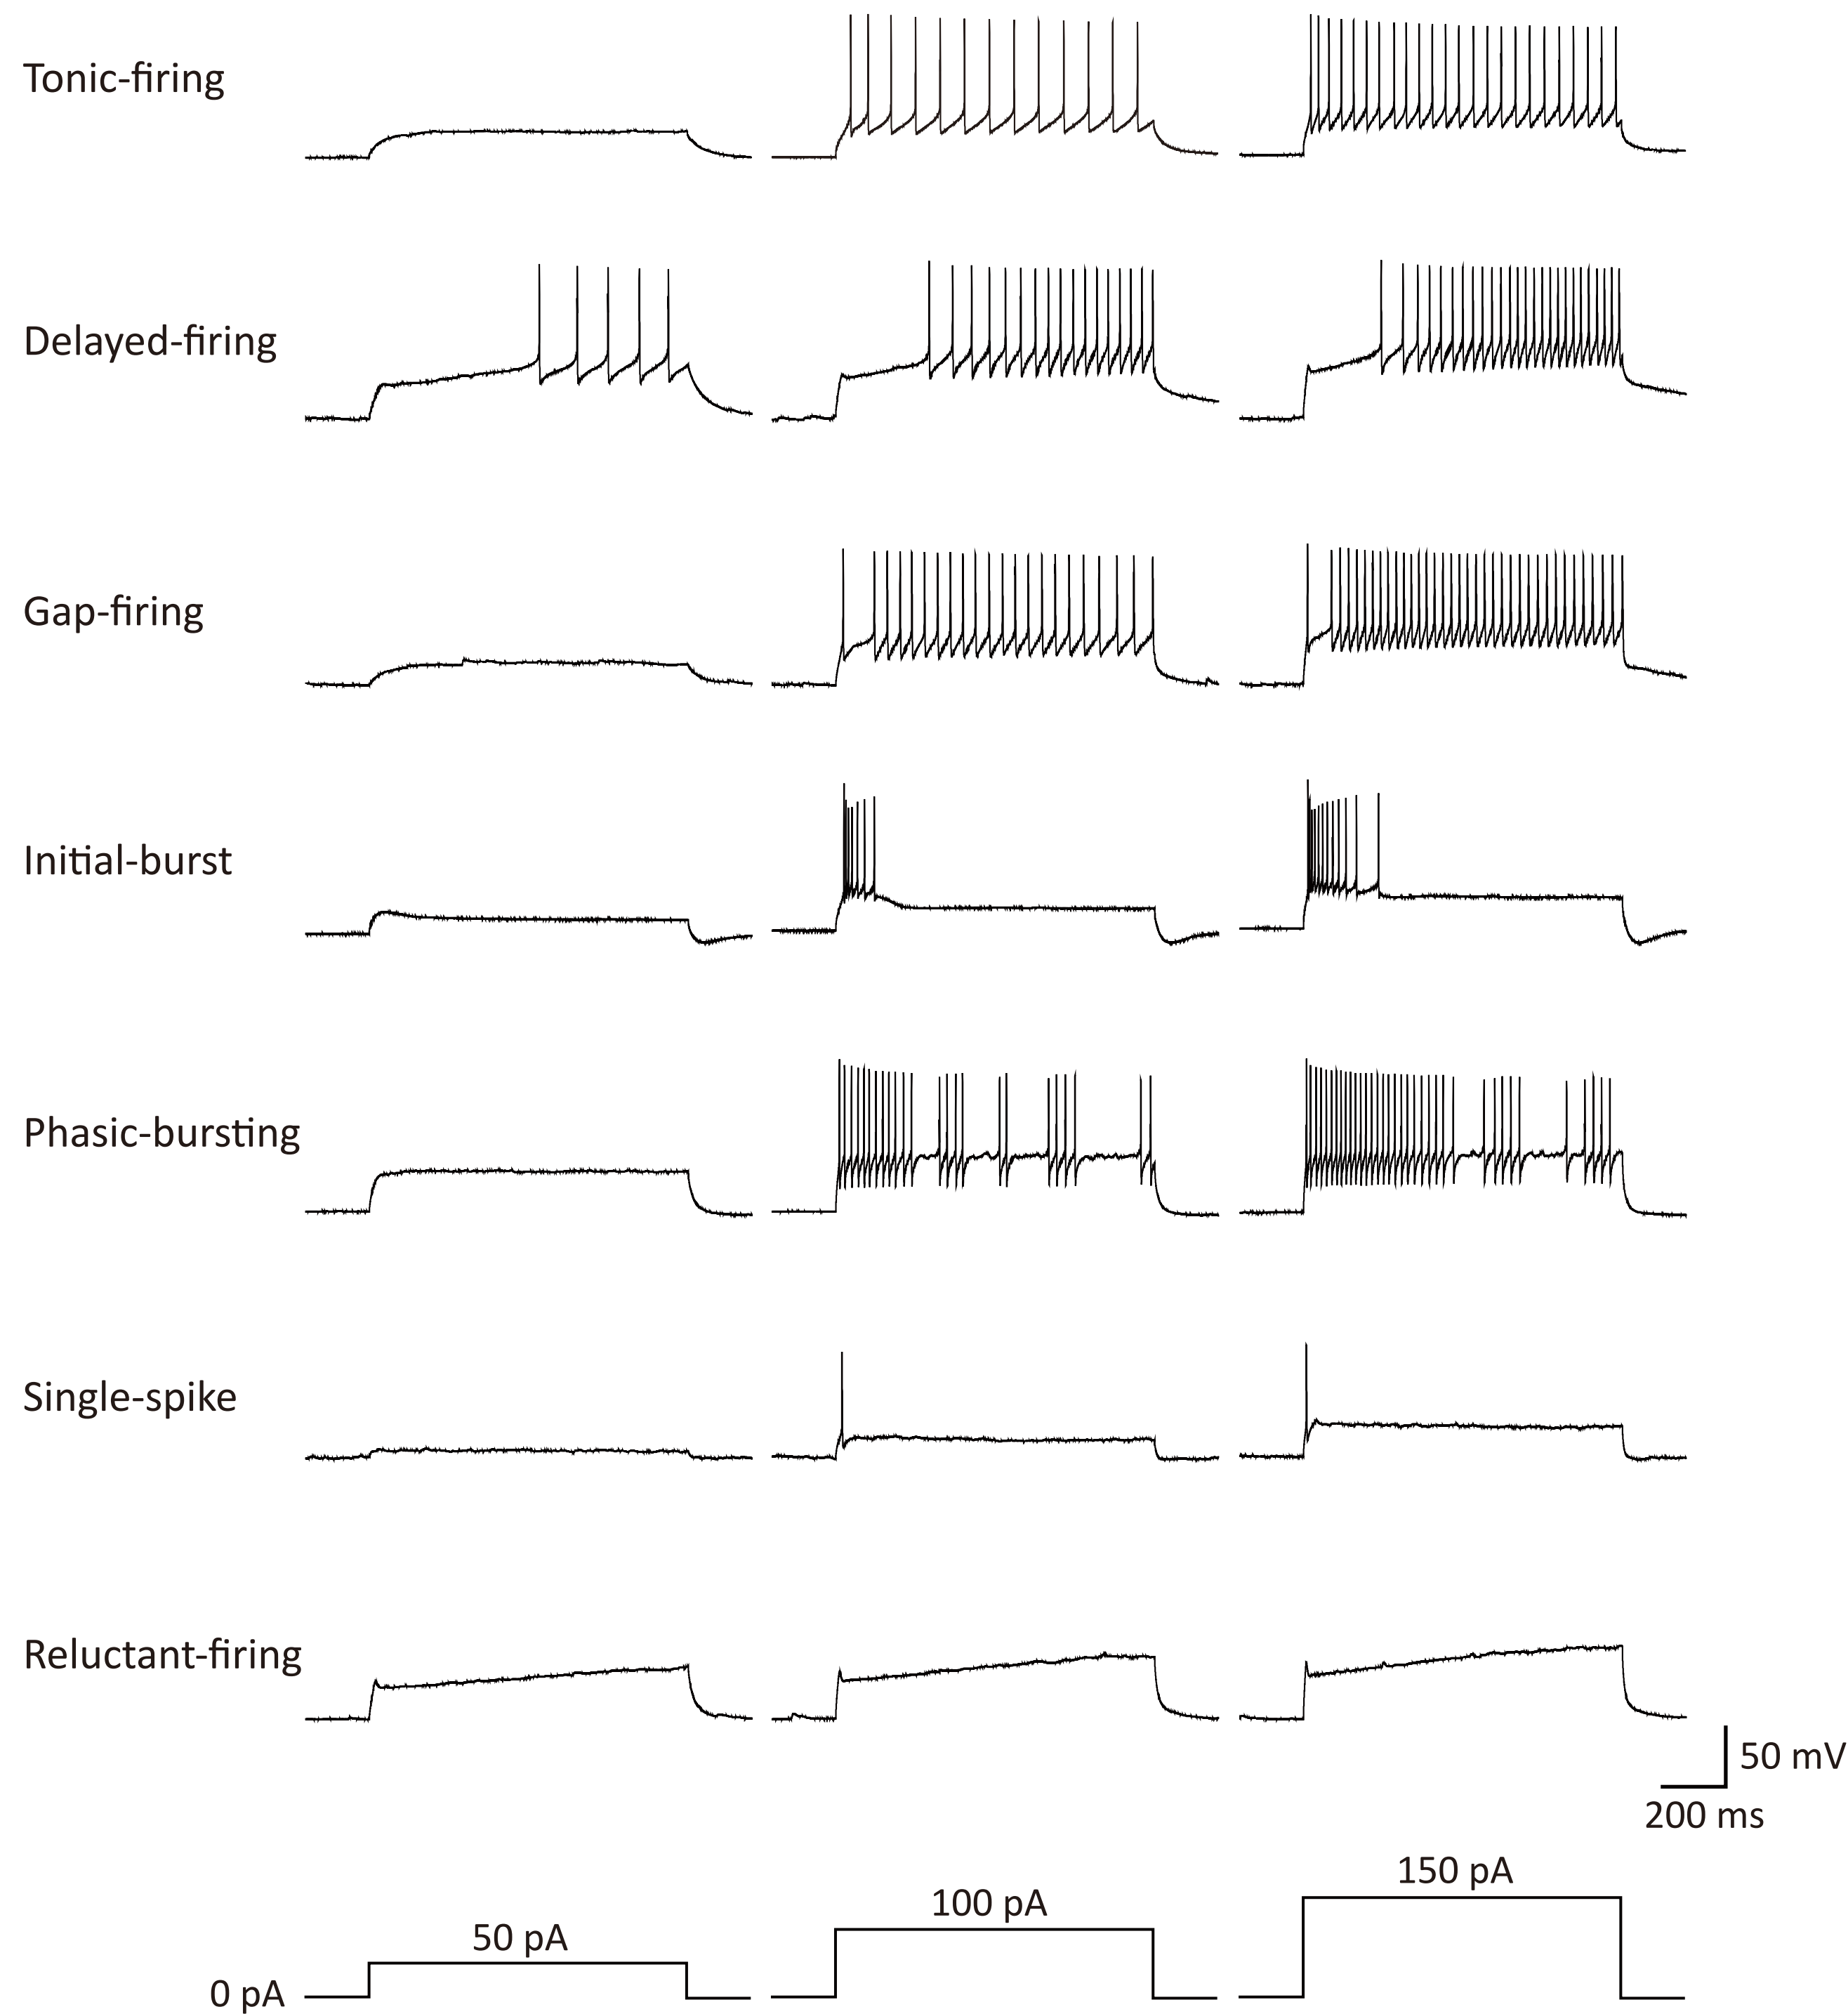 Tonic-firing
Delayed-firing
Gap-firing
Initial-burst
Phasic-bursting
Single-spike
Reluctant-firing
50 mV
200 ms
150 pA
100 pA
50 pA
0 pA